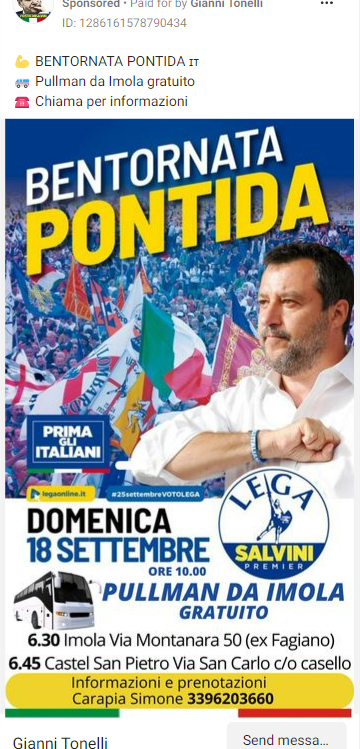 Sponsored • Paid for by Gianni Tonelli
ID: 1286161578790434
💪 BENTORNATA PONTIDA IT
🚌 Pullman da Imola gratuito
☎️ Chiama per informazioni
BENTORNATA
PONTIDA
PRIMA
GLI
ITALIANI
legaonline.it #25settembreVOTOLEGA
LEGA
SALVINI
PREMIER
DOMENICA
18 SETTEMBRE
ORE 10.00
PULLMAN DA IMOLA
GRATUITO
6.30 Imola Via Montanara 50 (ex Fagiano)
6.45 Castel San Pietro Via San Carlo c/o casello
Informazioni e prenotazioni
Carapia Simone 3396203660
Gianni Tonelli
Send messa...